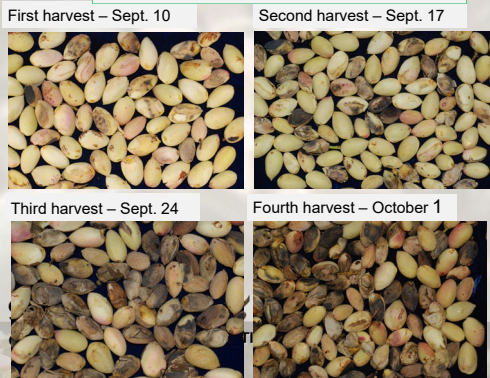 First harvest – Sept. 10
Second harvest – Sept. 17
Third harvest – Sept. 24
Fourth harvest – October 1